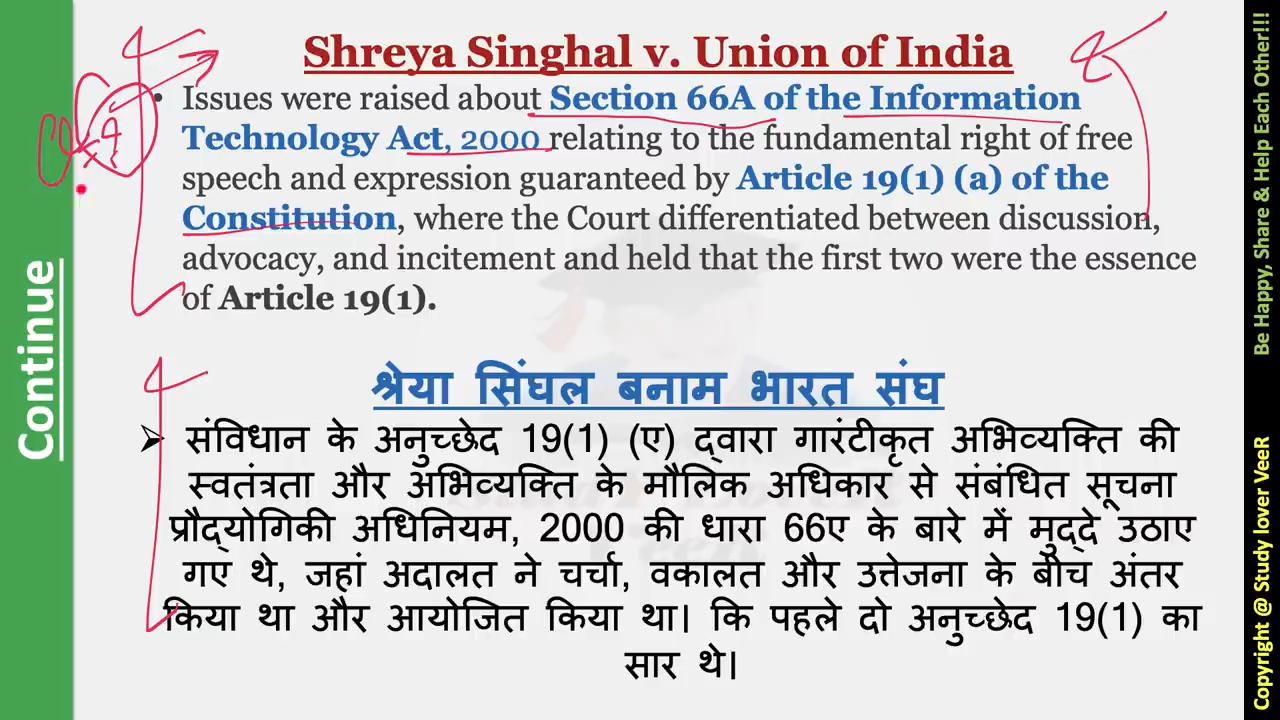 Shreya Singhal v. Union of India
• Issues were raised about Section 66A of the Information
Technology Act, 2000 relating to the fundamental right of free
speech and expression guaranteed by Article 19(1) (a) of the
Constitution, where the Court differentiated between discussion,
advocacy, and incitement and held that the first two were the essence
of Article 19(1).
श्रेया सिंघल बनाम भारत संघ
➢ संविधान के अनुच्छेद 19(1) (ए) द्वारा गारंटीकृत अभिव्यक्ति की
स्वतंत्रता और अभिव्यक्ति के मौलिक अधिकार से संबंधित सूचना
प्रौद्योगिकी अधिनियम, 2000 की धारा 66ए के बारे में मुद्दे उठाए
गए थे, जहां अदालत ने चर्चा, वकालत और उत्तेजना के बीच अंतर
किया था और आयोजित किया था। कि पहले दो अनुच्छेद 19(1) का
सार थे।
Continue
Be Happy, Share & Help Each Other!!!
Copyright @ Study lover VeeR